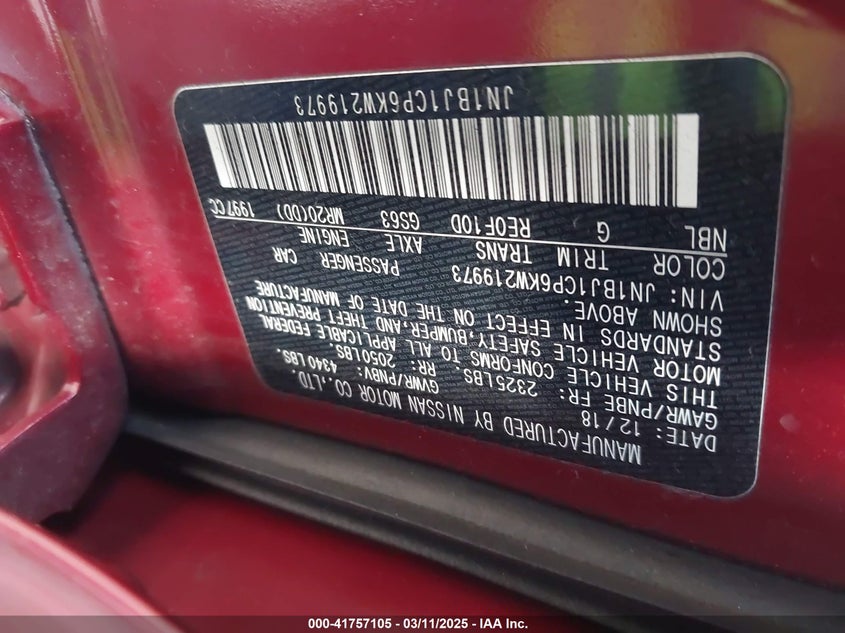 MANUFACTURED BY NISSAN MOTOR CO.,LTD.
DATE: 12/18 GVWR/PNBV: 4340LBS.
GAWR/PNBE FR: 2325LBS RR: 2050LBS
THIS VEHICLE CONFORMS TO ALL APPLICABLE FEDERAL
MOTOR VEHICLE SAFETY,BUMPER,AND THEFT PREVENTION
STANDARDS IN EFFECT ON THE DATE OF MANUFACTURE
SHOWN ABOVE.
VIN: JN1BJ1CP6KW219973 PASSENGER CAR
COLOR TRIM TRANS AXLE ENGINE
NBL G RE0F10D GS63 MR20(DD) 1997CC
JN1BJ1CP6KW219973
000-41757105 - 03/11/2025 - IAA Inc.